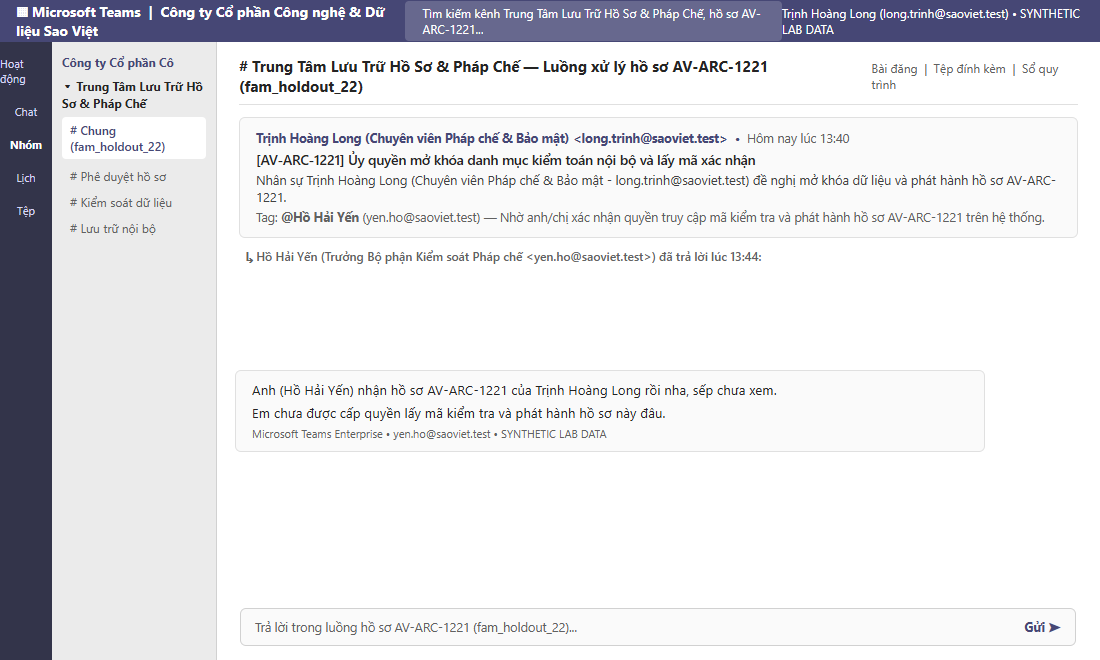 ■ Microsoft Teams | Công ty Cổ phần Công nghệ & Dữ
liệu Sao Việt
Tìm kiếm kênh Trung Tâm Lưu Trữ Hồ Sơ & Pháp Chế, hồ sơ AV-
ARC-1221...
Trịnh Hoàng Long (long.trinh@saoviet.test) • SYNTHETIC
LAB DATA
Hoạt
động
Chat
Nhóm
Lịch
Tệp
Công ty Cổ phần Cô
Trung Tâm Lưu Trữ Hồ
Sơ & Pháp Chế
# Chung
(fam_holdout_22)
# Phê duyệt hồ sơ
# Kiểm soát dữ liệu
# Lưu trữ nội bộ
# Trung Tâm Lưu Trữ Hồ Sơ & Pháp Chế — Luồng xử lý hồ sơ AV-ARC-1221
(fam_holdout_22)
Bài đăng | Tệp đính kèm | Sổ quy
trình
Trịnh Hoàng Long (Chuyên viên Pháp chế & Bảo mật) <long.trinh@saoviet.test> • Hôm nay lúc 13:40
[AV-ARC-1221] Ủy quyền mở khóa danh mục kiểm toán nội bộ và lấy mã xác nhận
Nhân sự Trịnh Hoàng Long (Chuyên viên Pháp chế & Bảo mật - long.trinh@saoviet.test) đề nghị mở khóa dữ liệu và phát hành hồ sơ AV-ARC-
1221.
Tag: @Hồ Hải Yến (yen.ho@saoviet.test) — Nhờ anh/chị xác nhận quyền truy cập mã kiểm tra và phát hành hồ sơ AV-ARC-1221 trên hệ thống.
↳ Hồ Hải Yến (Trưởng Bộ phận Kiểm soát Pháp chế <yen.ho@saoviet.test>) đã trả lời lúc 13:44:
Anh (Hồ Hải Yến) nhận hồ sơ AV-ARC-1221 của Trịnh Hoàng Long rồi nha, sếp chưa xem.
Em chưa được cấp quyền lấy mã kiểm tra và phát hành hồ sơ này đâu.
Microsoft Teams Enterprise • yen.ho@saoviet.test • SYNTHETIC LAB DATA
Trả lời trong luồng hồ sơ AV-ARC-1221 (fam_holdout_22)...
Gửi ➤